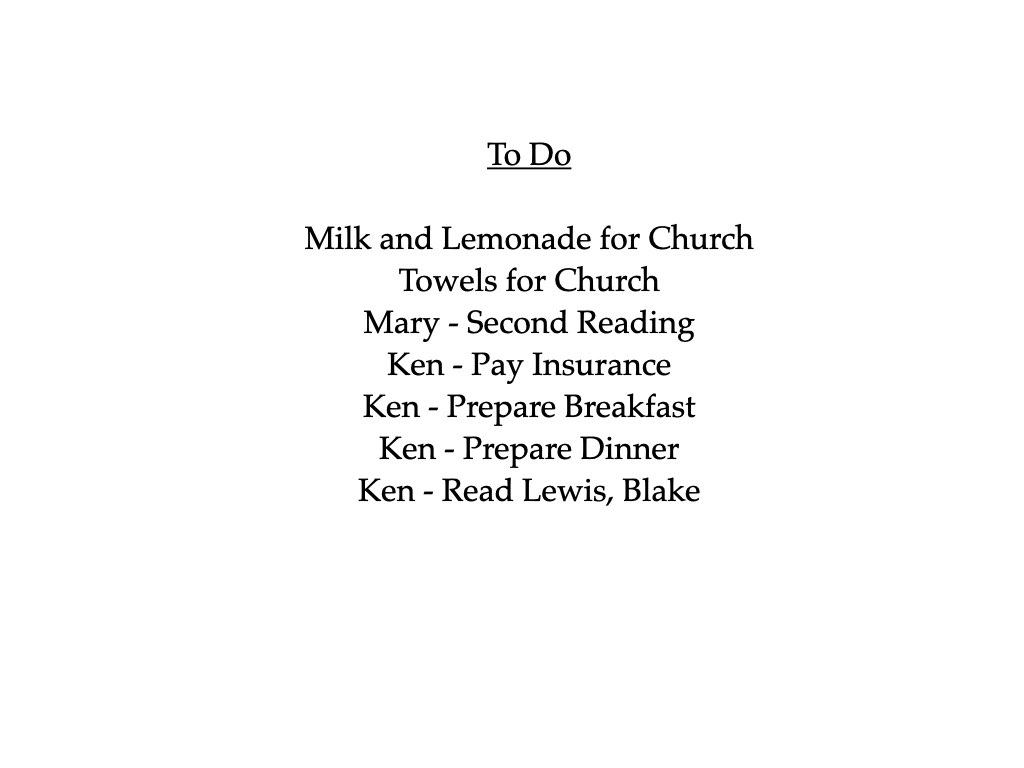 To Do
Milk and Lemonade for Church
Towels for Church
Mary - Second Reading
Ken - Pay Insurance
Ken - Prepare Breakfast
Ken - Prepare Dinner
Ken - Read Lewis, Blake